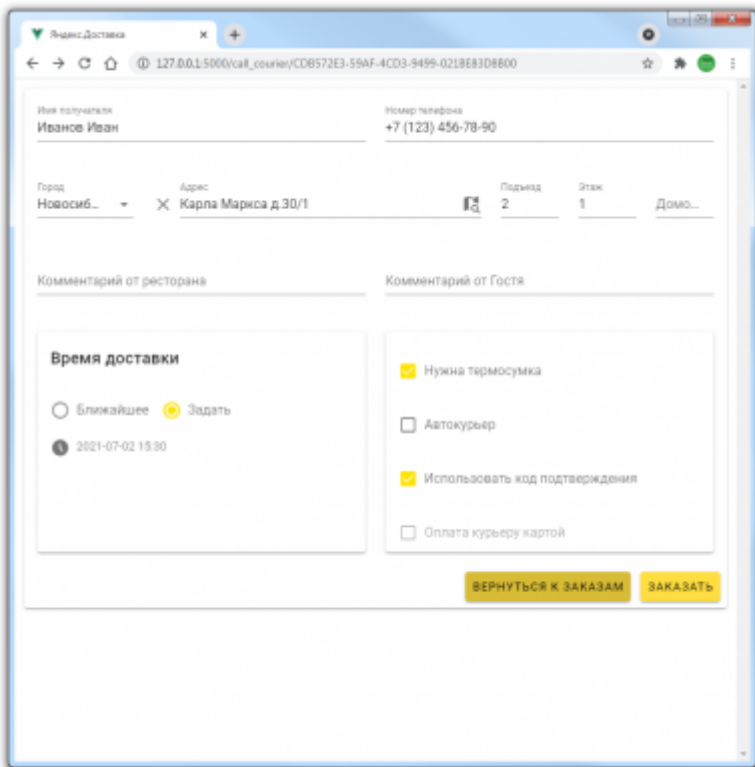 Яндекс.Доставка
127.0.0.1:5000/call_courier/CDB572E3-59AF-4CD3-9499-021BE83D8B00
Имя получателя
Номер телефона
Иванов Иван
+7 (123) 456-78-90
Город
Адрес
Подъезд
Этаж
Новосиб...
Карла Маркса д.30/1
2
1
Домо...
Комментарий от ресторана
Комментарий от Гостя
Время доставки
Ближайшее
Задать
2021-07-02 15:30
Нужна термосумка
Автокурьер
Использовать код подтверждения
Оплата курьеру картой
ВЕРНУТЬСЯ К ЗАКАЗАМ
ЗАКАЗАТЬ